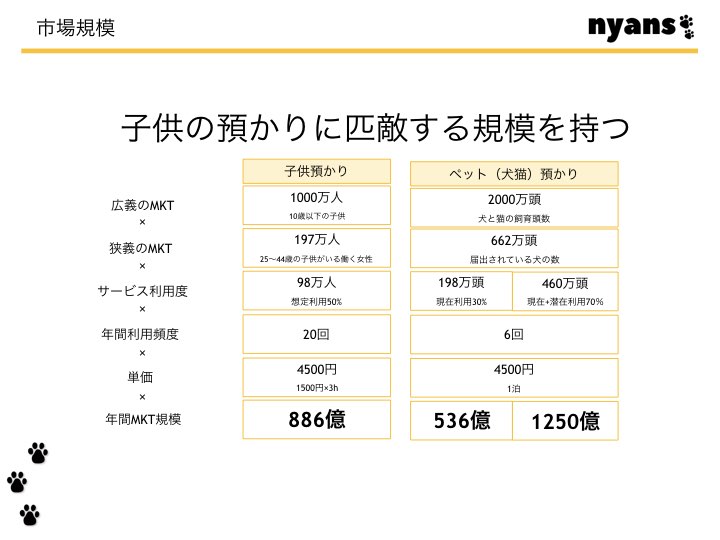 市場規模
nyans
子供の預かりに匹敵する規模を持つ
子供預かり
ペット（犬猫）預かり
広義のMKT
1000万人
10歳以下の子供
2000万頭
犬と猫の飼育頭数
×
狭義のMKT
197万人
25〜44歳の子供がいる働く女性
662万頭
届出されている犬の数
×
サービス利用度
98万人
想定利用50%
198万頭
現在利用30%
460万頭
現在+潜在利用70%
×
年間利用頻度
20回
6回
×
単価
4500円
1500円×3h
4500円
1泊
×
年間MKT規模
886億
536億
1250億